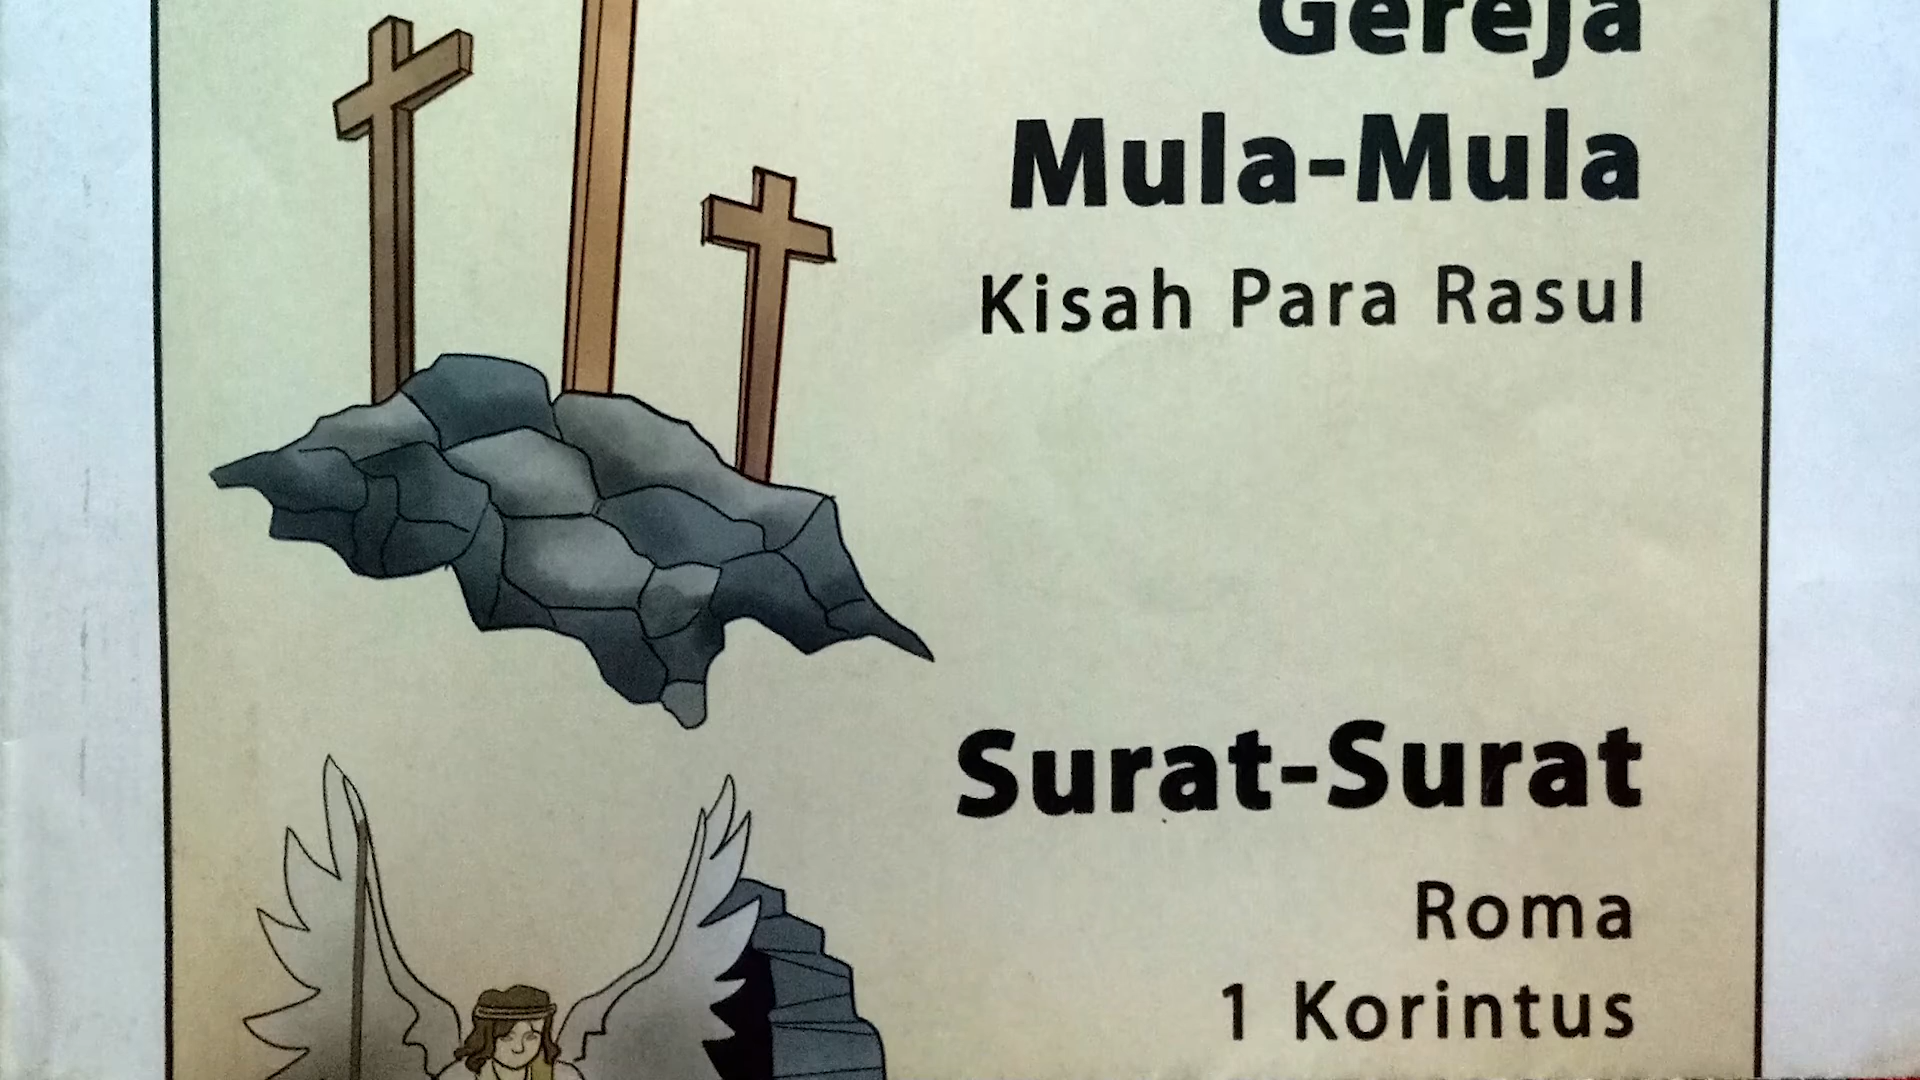 Gereja
Mula-Mula
Kisah Para Rasul
Surat-Surat
Roma
1 Korintus